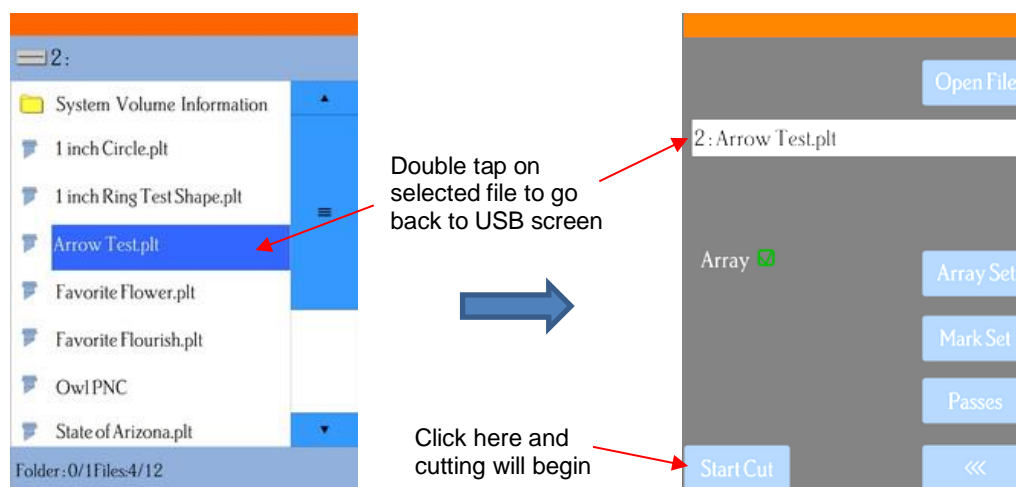 2:
System Volume Information
1 inch Circle.plt
1 inch Ring Test Shape.plt
Arrow Test.plt
Favorite Flower.plt
Favorite Flourish.plt
Owl PNC
State of Arizona.plt
Folder:0/1Files:4/12
Double tap on
selected file to go
back to USB screen
Click here and
cutting will begin
Open File
2:Arrow Test.plt
Array
Array Set
Mark Set
Passes
Start Cut
<<<